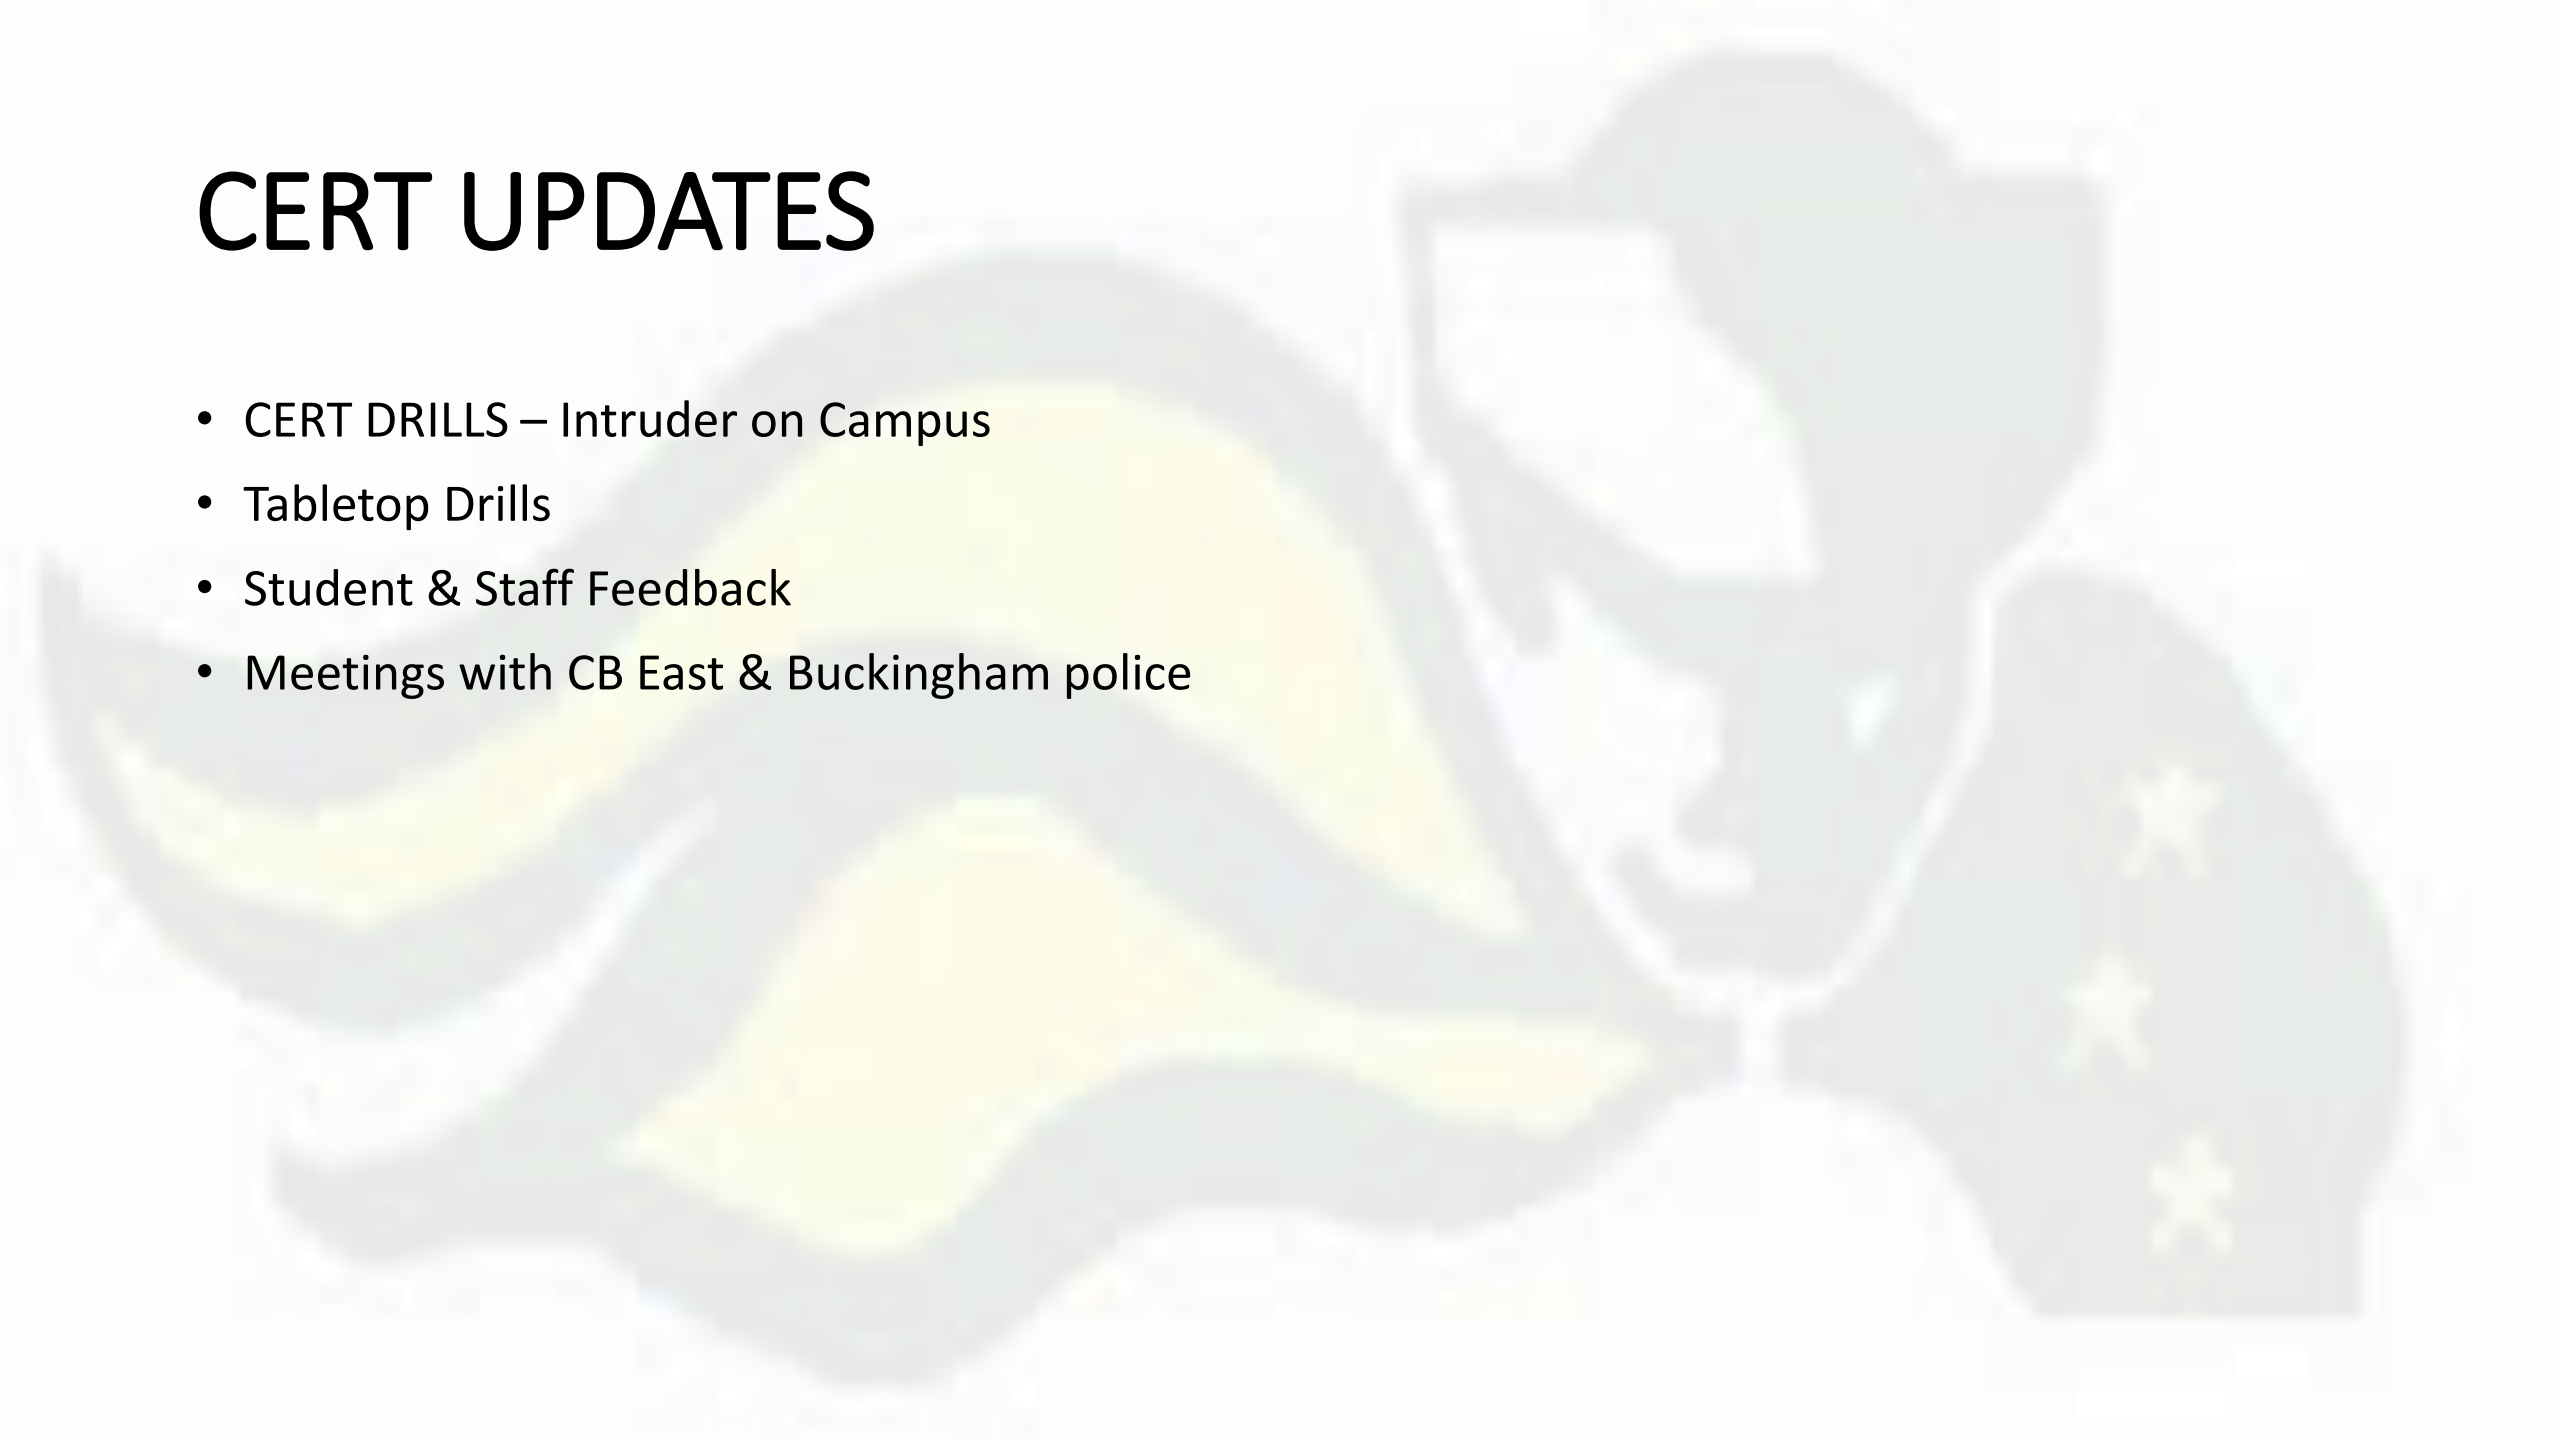 CERT UPDATES
• CERT DRILLS – Intruder on Campus
• Tabletop Drills
• Student & Staff Feedback
• Meetings with CB East & Buckingham police